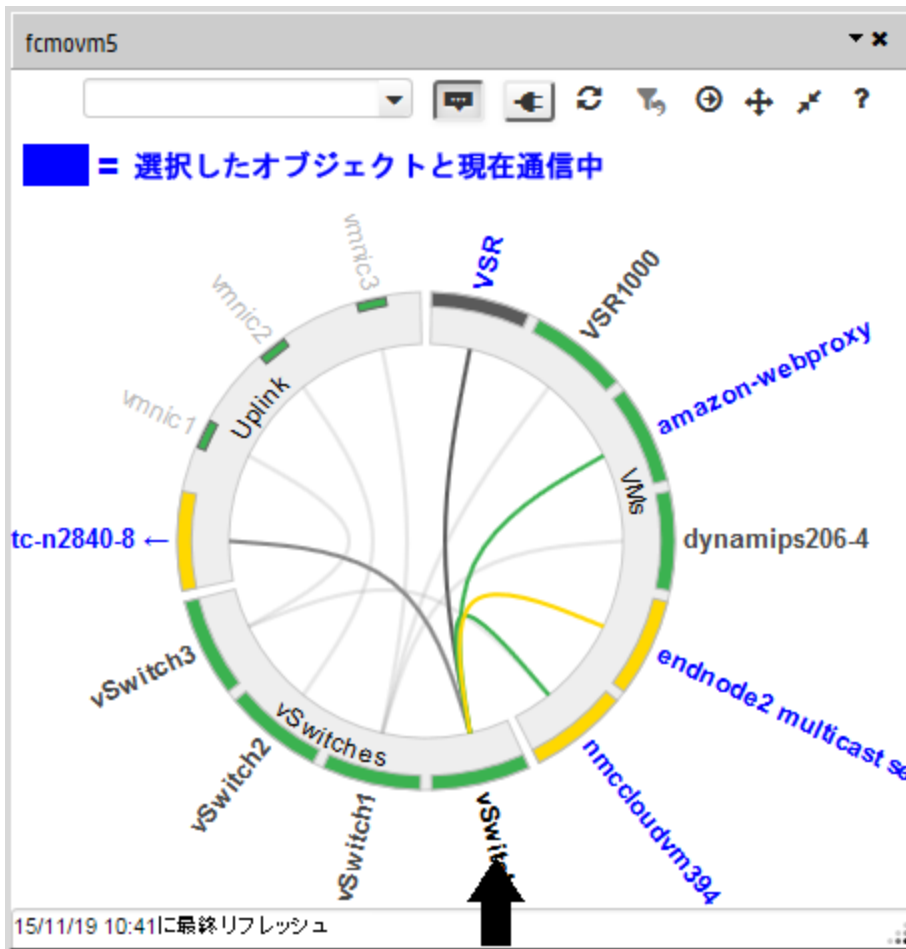 fcmovm5
?
= 選択したオブジェクトと現在通信中
vmnic3
VSR
VSR1000
vmnic2
amazon-webproxy
vmnic1
Uplink
VMs
tc-n2840-8 ←
dynamips206-4
vSwitch3
endnode2 multicast se
vSwitches
vSwitch2
vSwitch1
nmccloudvm394
15/11/19 10:41に最終リフレッシュ